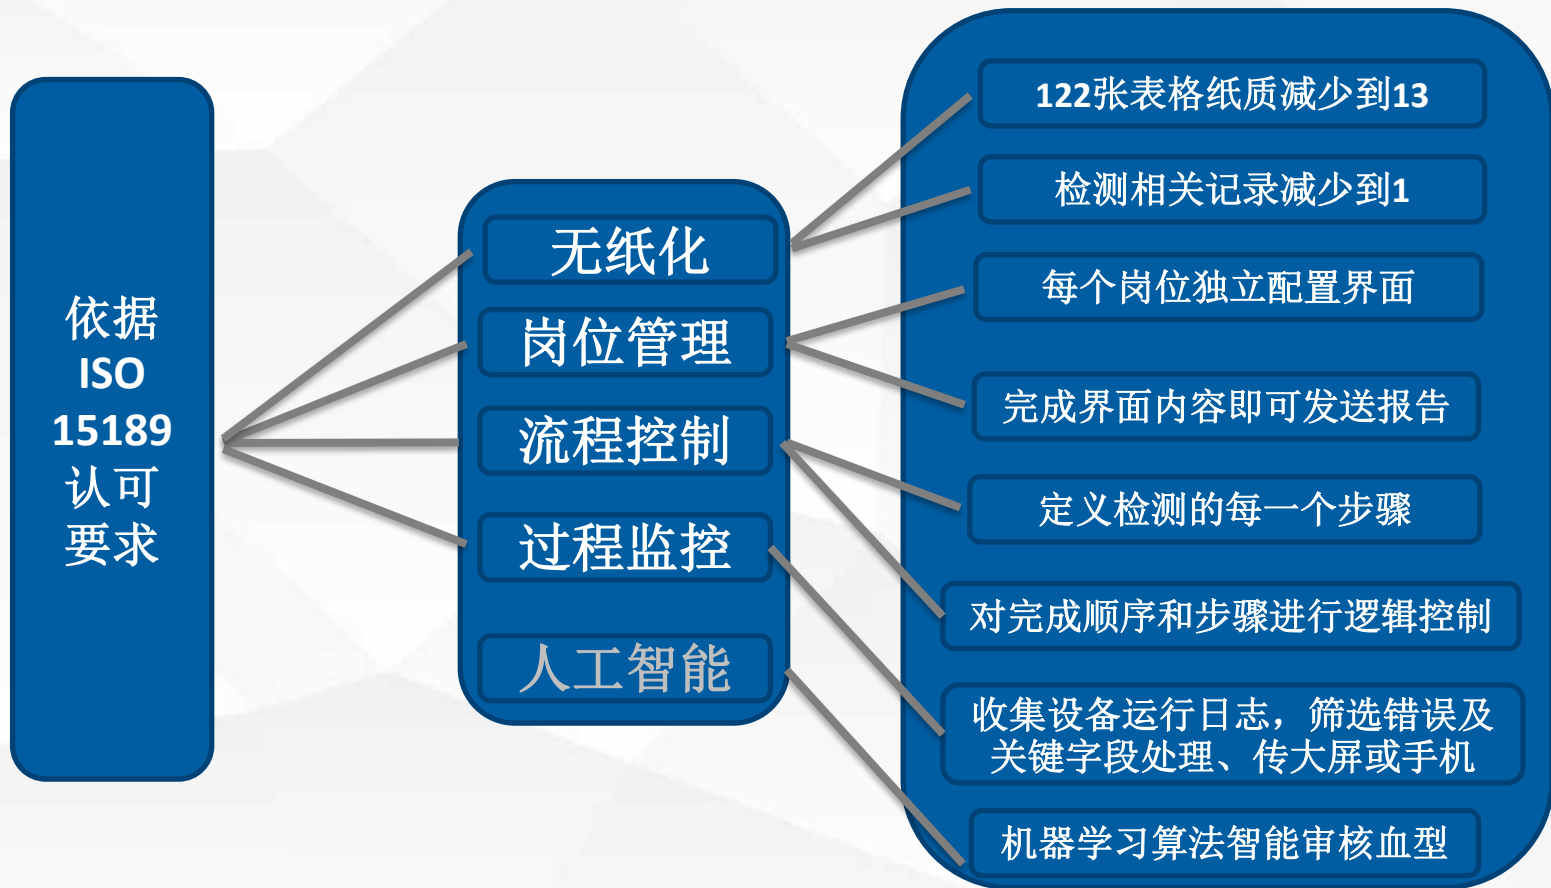 依据
ISO
15189
认可
要求
无纸化
岗位管理
流程控制
过程监控
人工智能
122张表格纸质减少到13
检测相关记录减少到1
每个岗位独立配置界面
完成界面内容即可发送报告
定义检测的每一个步骤
对完成顺序和步骤进行逻辑控制
收集设备运行日志，筛选错误及
关键字段处理、传大屏或手机
机器学习算法智能审核血型